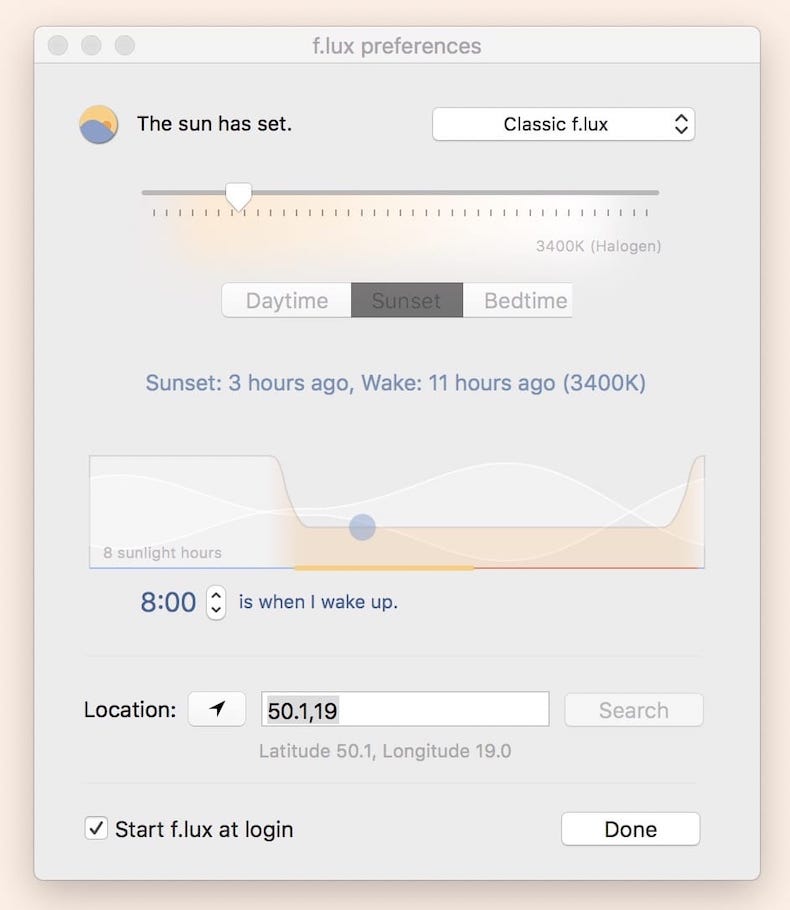 f.lux preferences
The sun has set.
Classic f.lux
3400K (Halogen)
Daytime Sunset Bedtime
Sunset: 3 hours ago, Wake: 11 hours ago (3400K)
8 sunlight hours
8:00 is when I wake up.
Location: 50.1,19 Search
Latitude 50.1, Longitude 19.0
Start f.lux at login Done